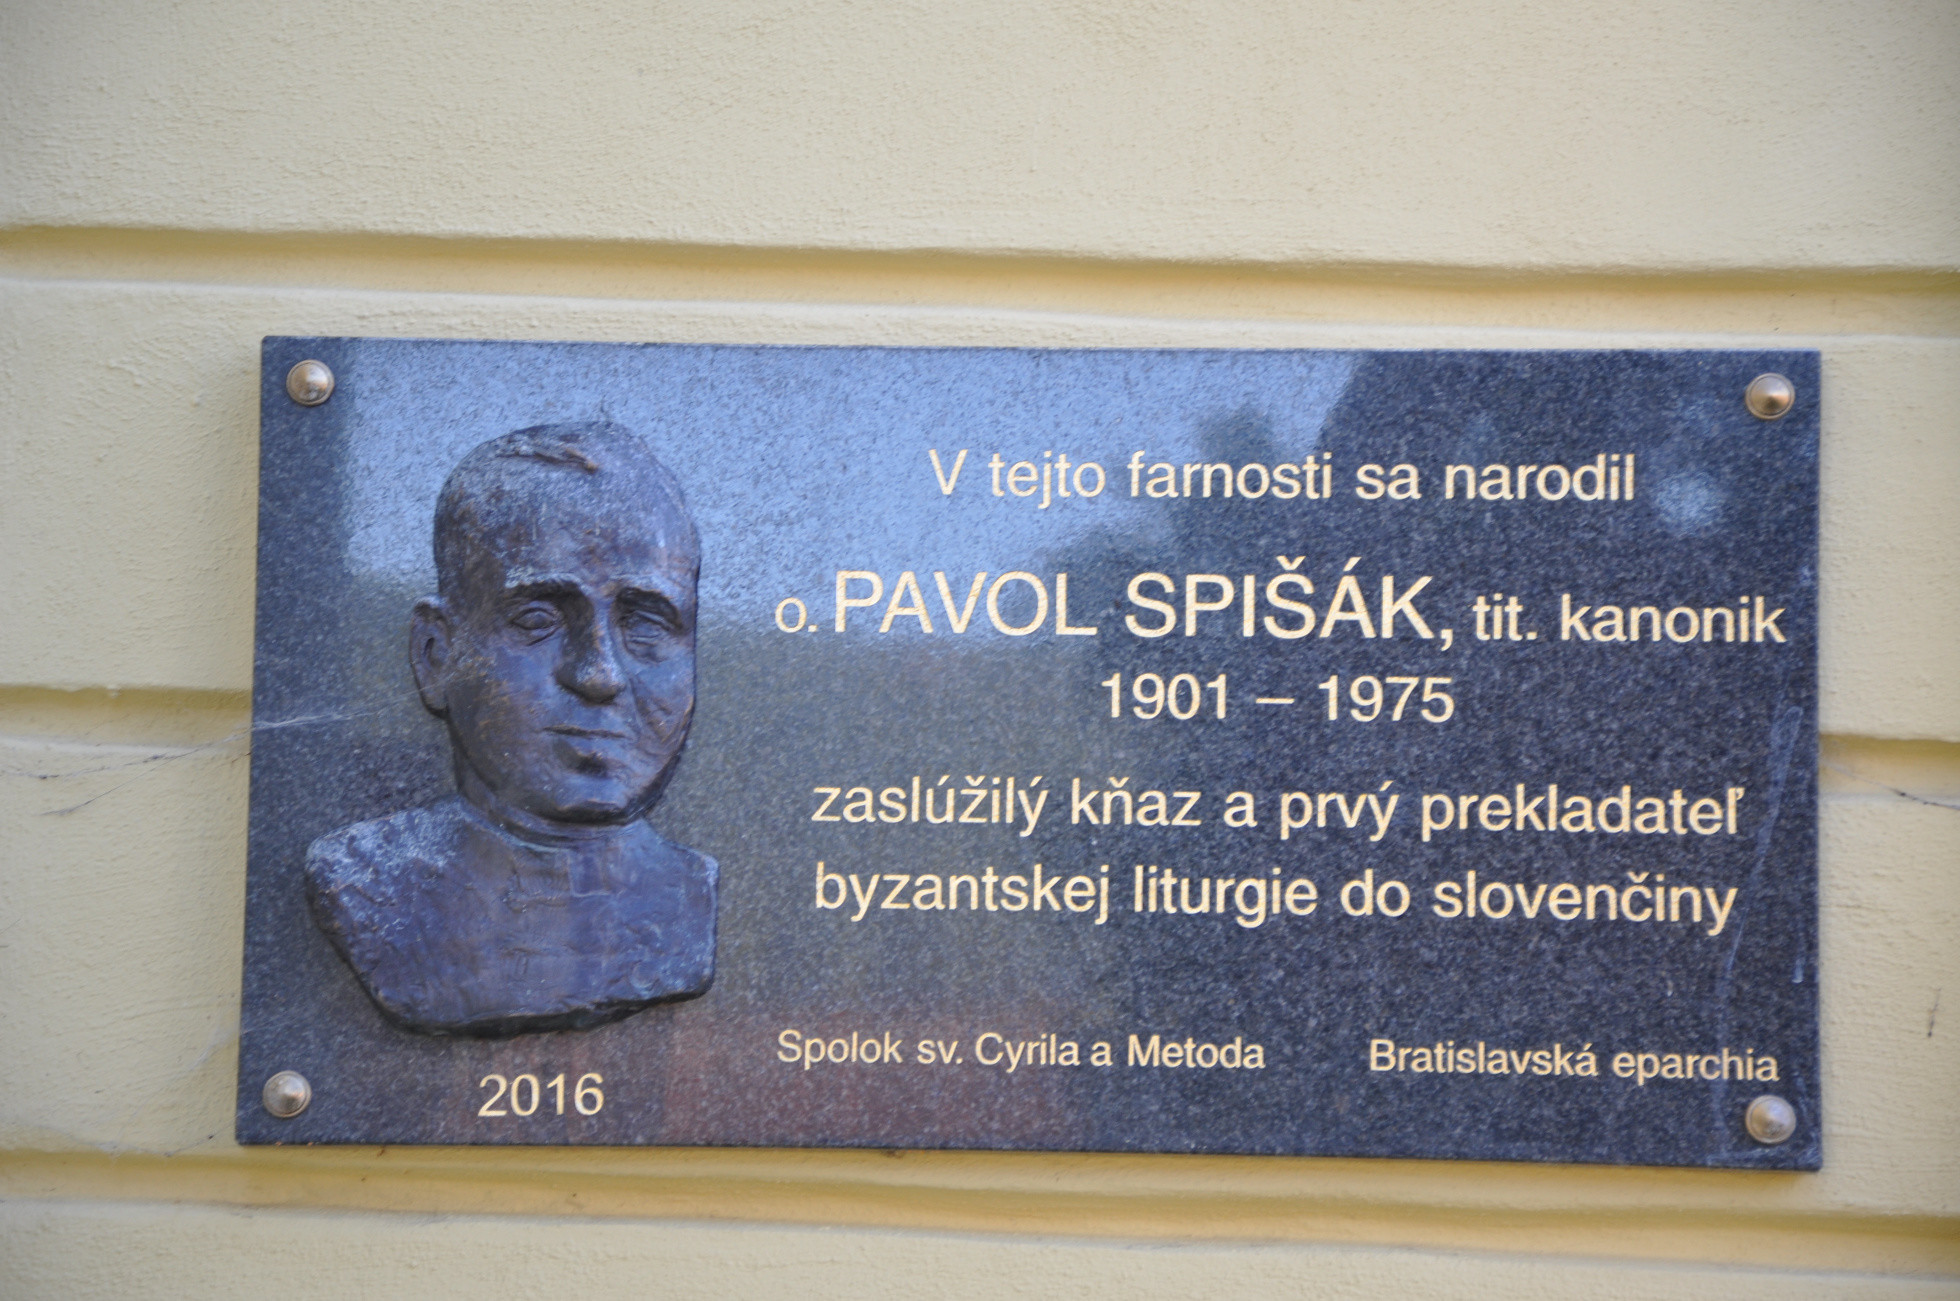 V tejto farnosti sa narodil
o. PAVOL SPIŠÁK, tit. kanonik
1901 – 1975
zaslúžilý kňaz a prvý prekladateľ
byzantskej liturgie do slovenčiny
Spolok sv. Cyrila a Metoda Bratislavská eparchia
2016